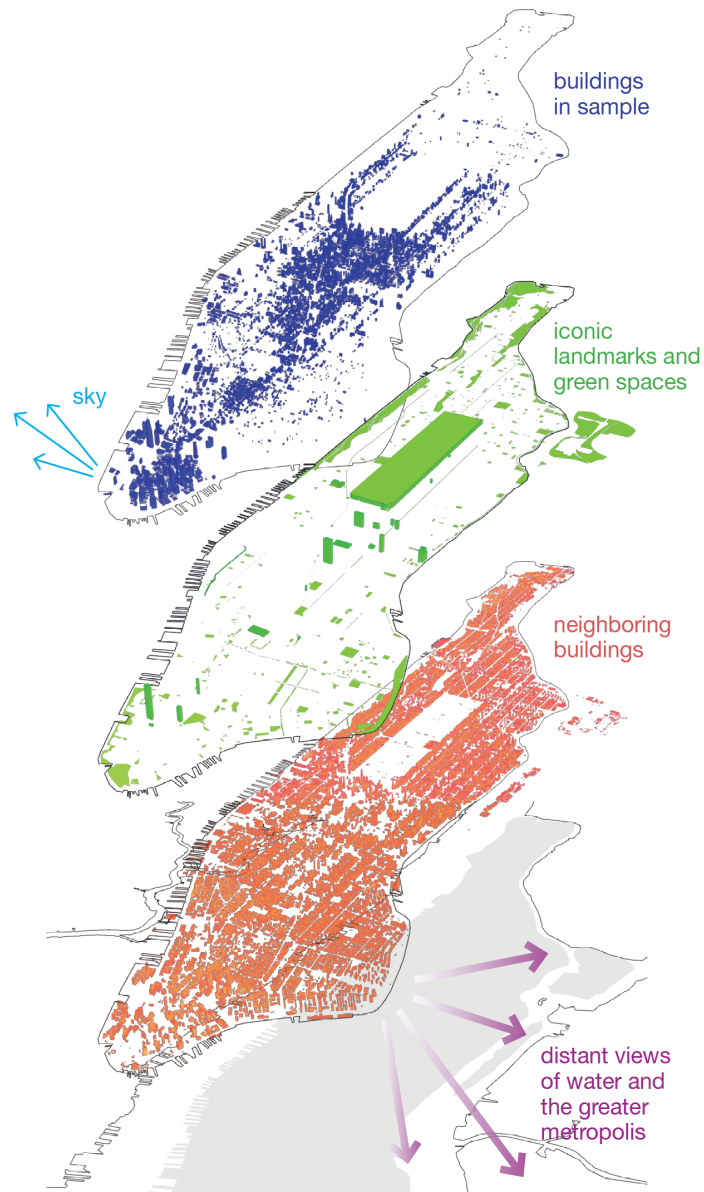 buildings
in sample
iconic
landmarks and
green spaces
sky
neighboring
buildings
distant views
of water and
the greater
metropolis